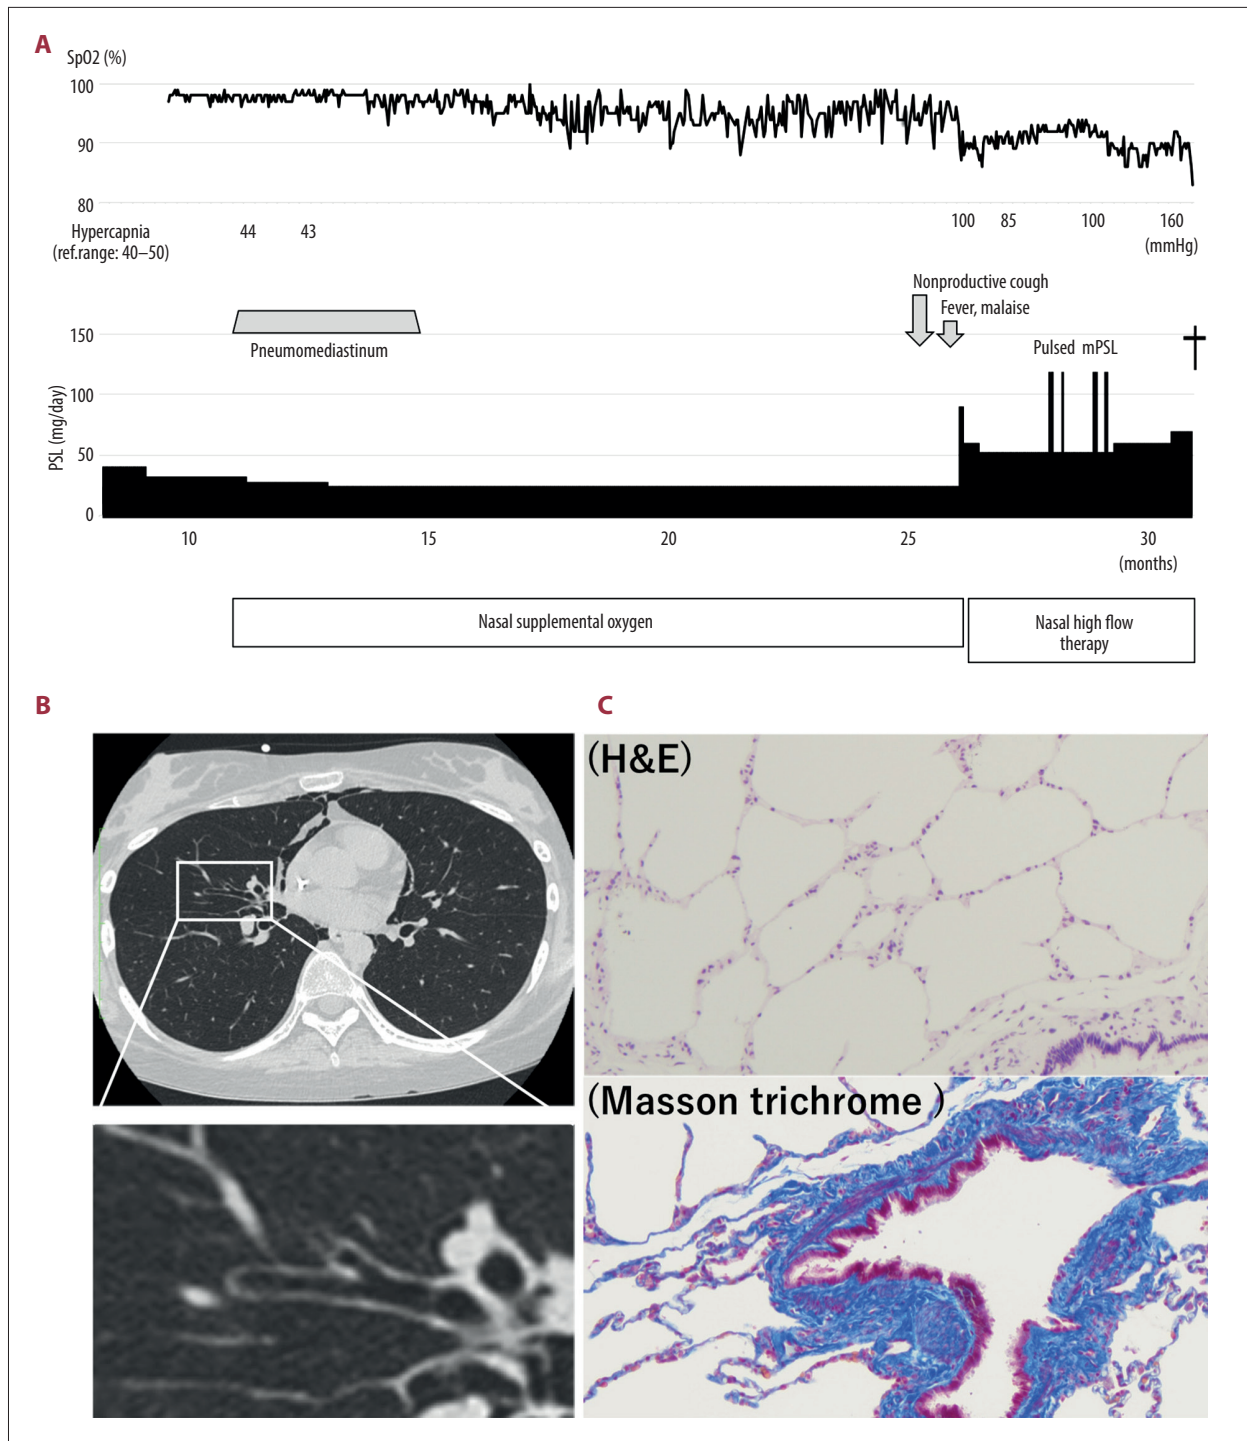 A
SpO2 (%)
100
90
80
Hypercapnia 44 43 100 85 100 160
(ref.range: 40–50) (mmHg)
Nonproductive cough
Fever, malaise
Pneumomediastinum
Pulsed mPSL
150
100
50
0
PSL (mg/day)
10 15 20 25 30
(months)
Nasal supplemental oxygen
Nasal high flow
therapy
B
C
(H&E)
(Masson trichrome )